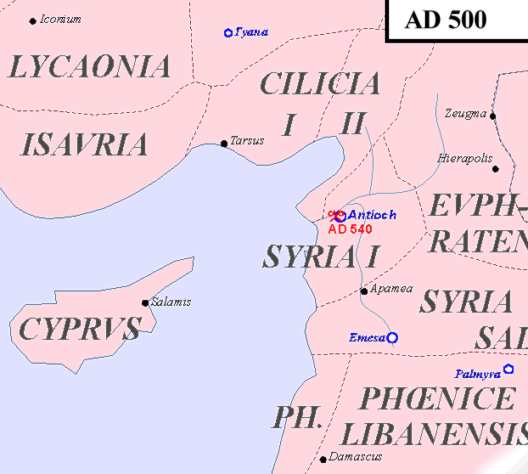 AD 500
Iconium
Tyana
LYCAONIA
CILICIA
I II
Zeugma
ISAVRIA
Tarsus
Hierapolis
Antioch
AD 540
EVPH-
RATEN
SYRIA I
Apamea
Salamis
SYRIA
SAL
CYPRVS
Emesa
Palmyra
PHŒNICE
LIBANENSIS
PH.
Damascus